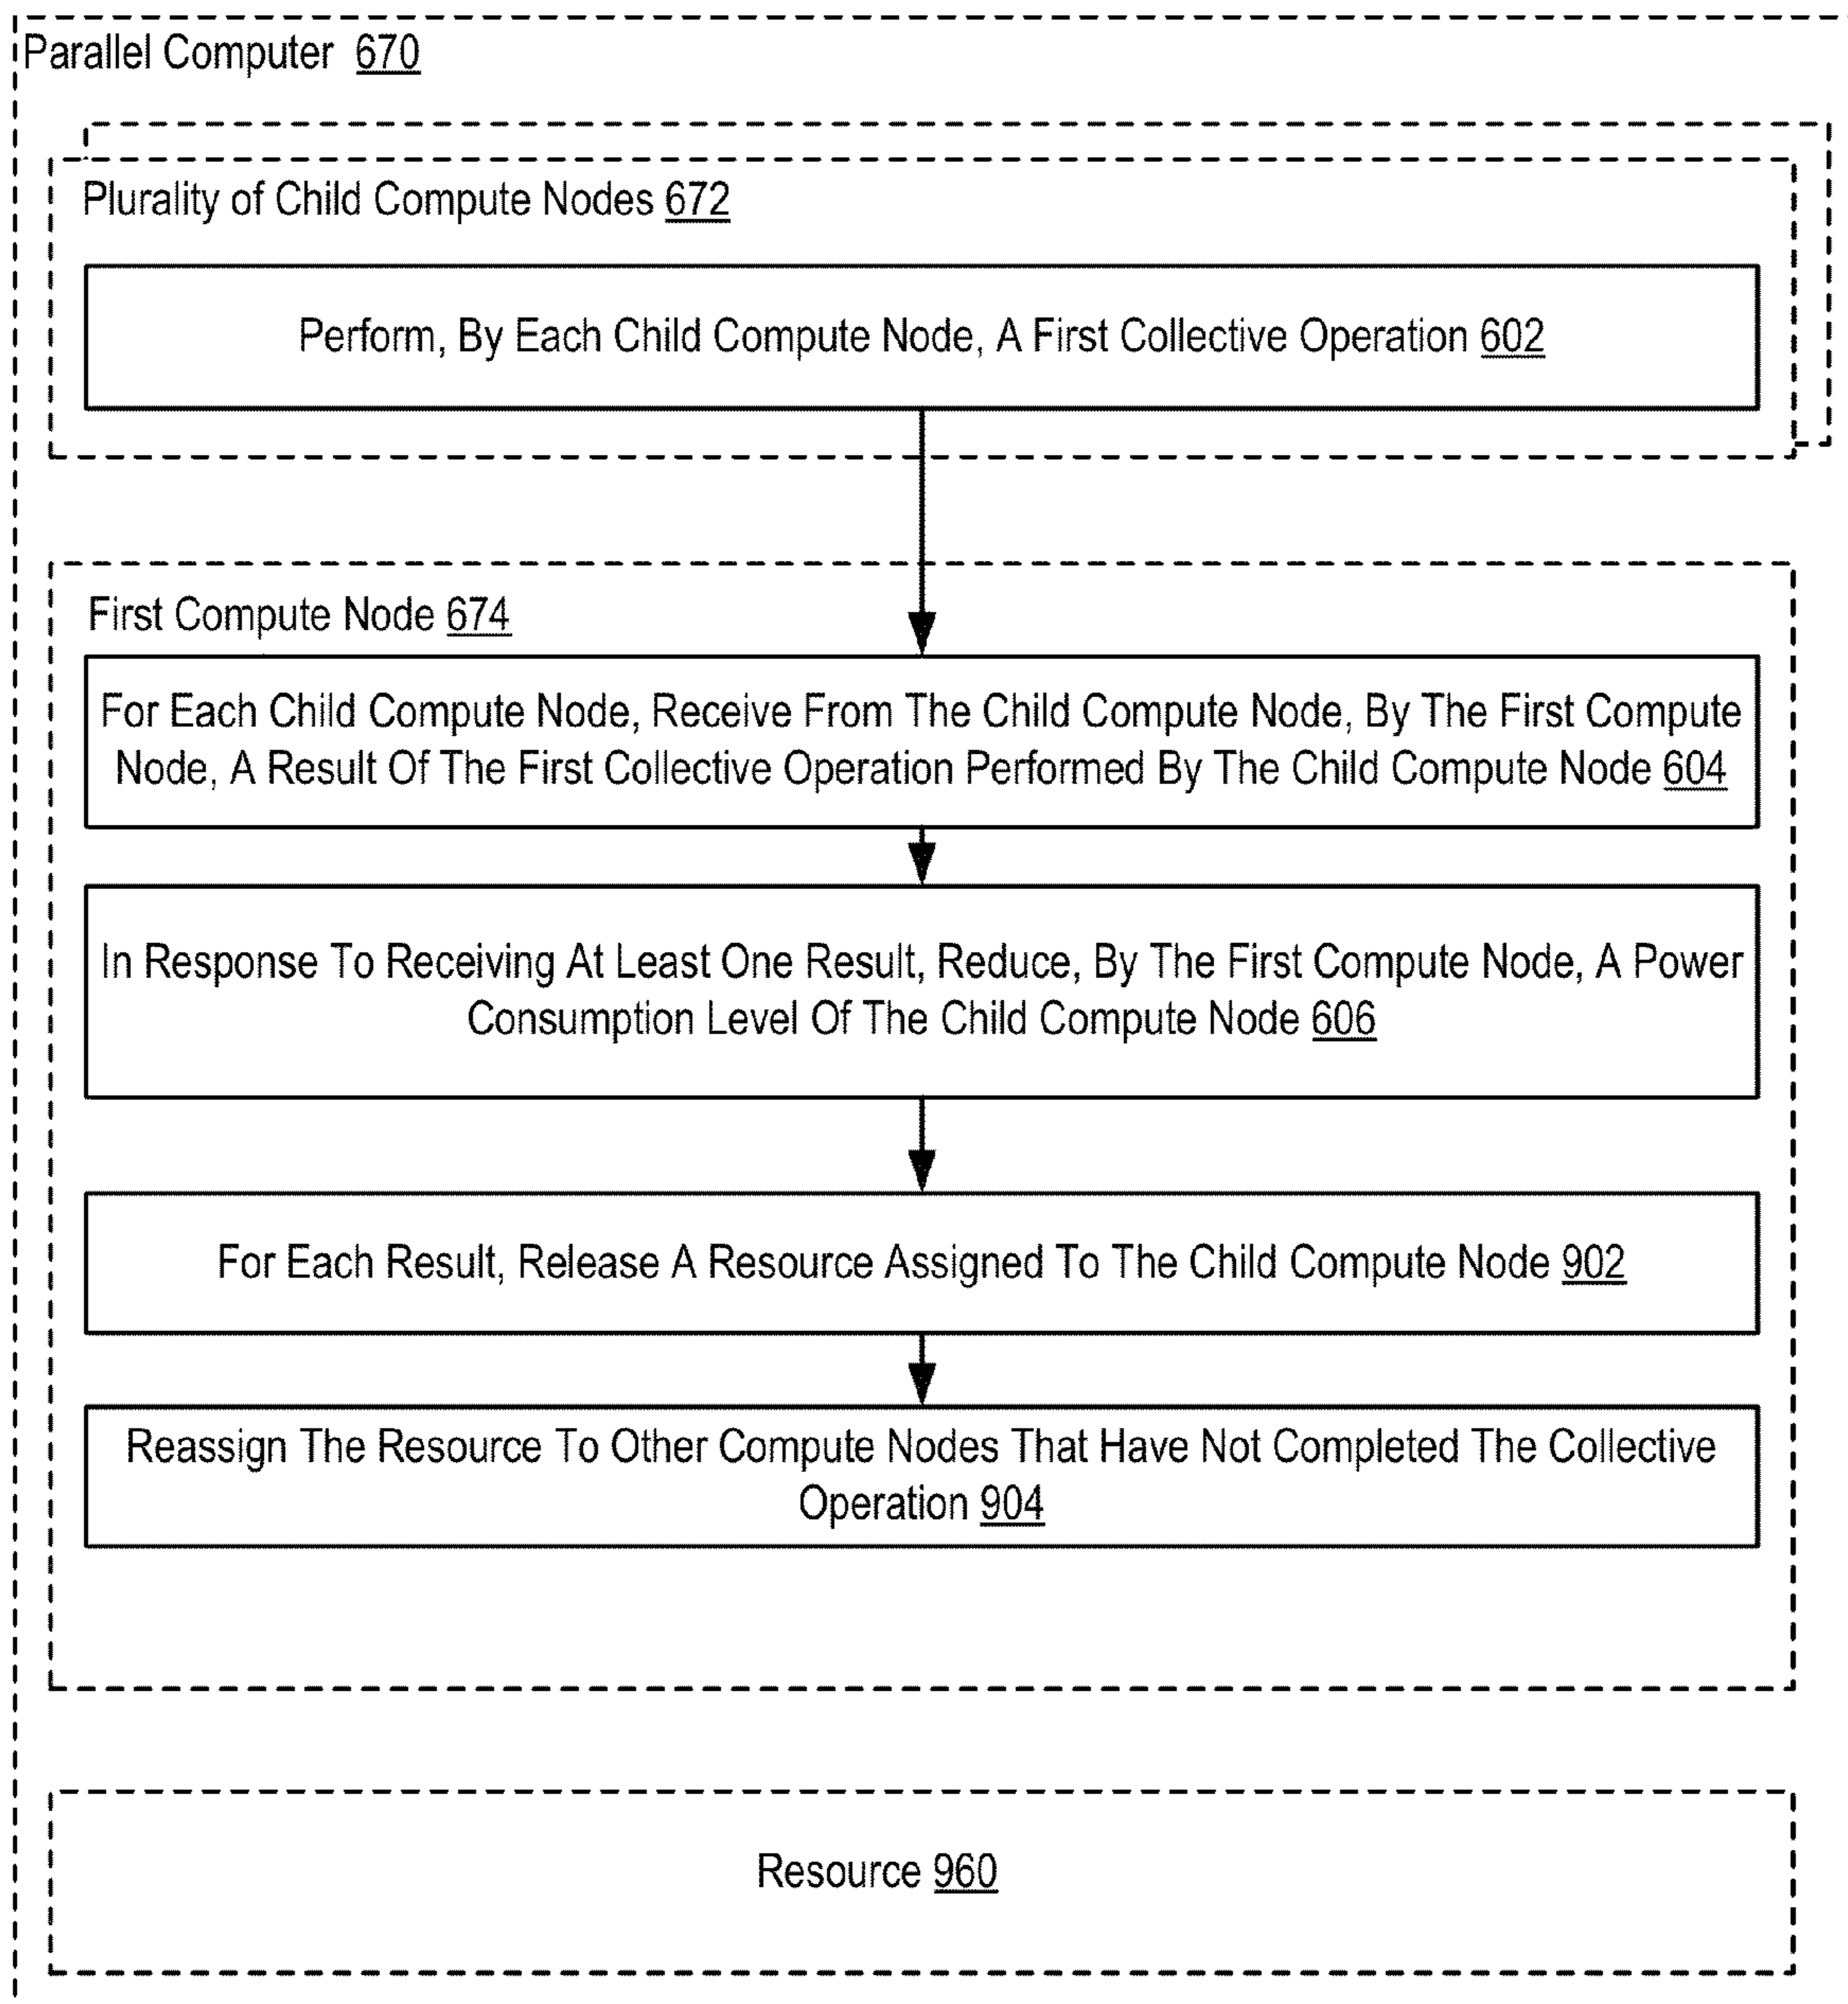 Parallel Computer 670
Plurality of Child Compute Nodes 672
Perform, By Each Child Compute Node, A First Collective Operation 602
First Compute Node 674
For Each Child Compute Node, Receive From The Child Compute Node, By The First Compute
Node, A Result Of The First Collective Operation Performed By The Child Compute Node 604
In Response To Receiving At Least One Result, Reduce, By The First Compute Node, A Power
Consumption Level Of The Child Compute Node 606
For Each Result, Release A Resource Assigned To The Child Compute Node 902
Reassign The Resource To Other Compute Nodes That Have Not Completed The Collective
Operation 904
Resource 960